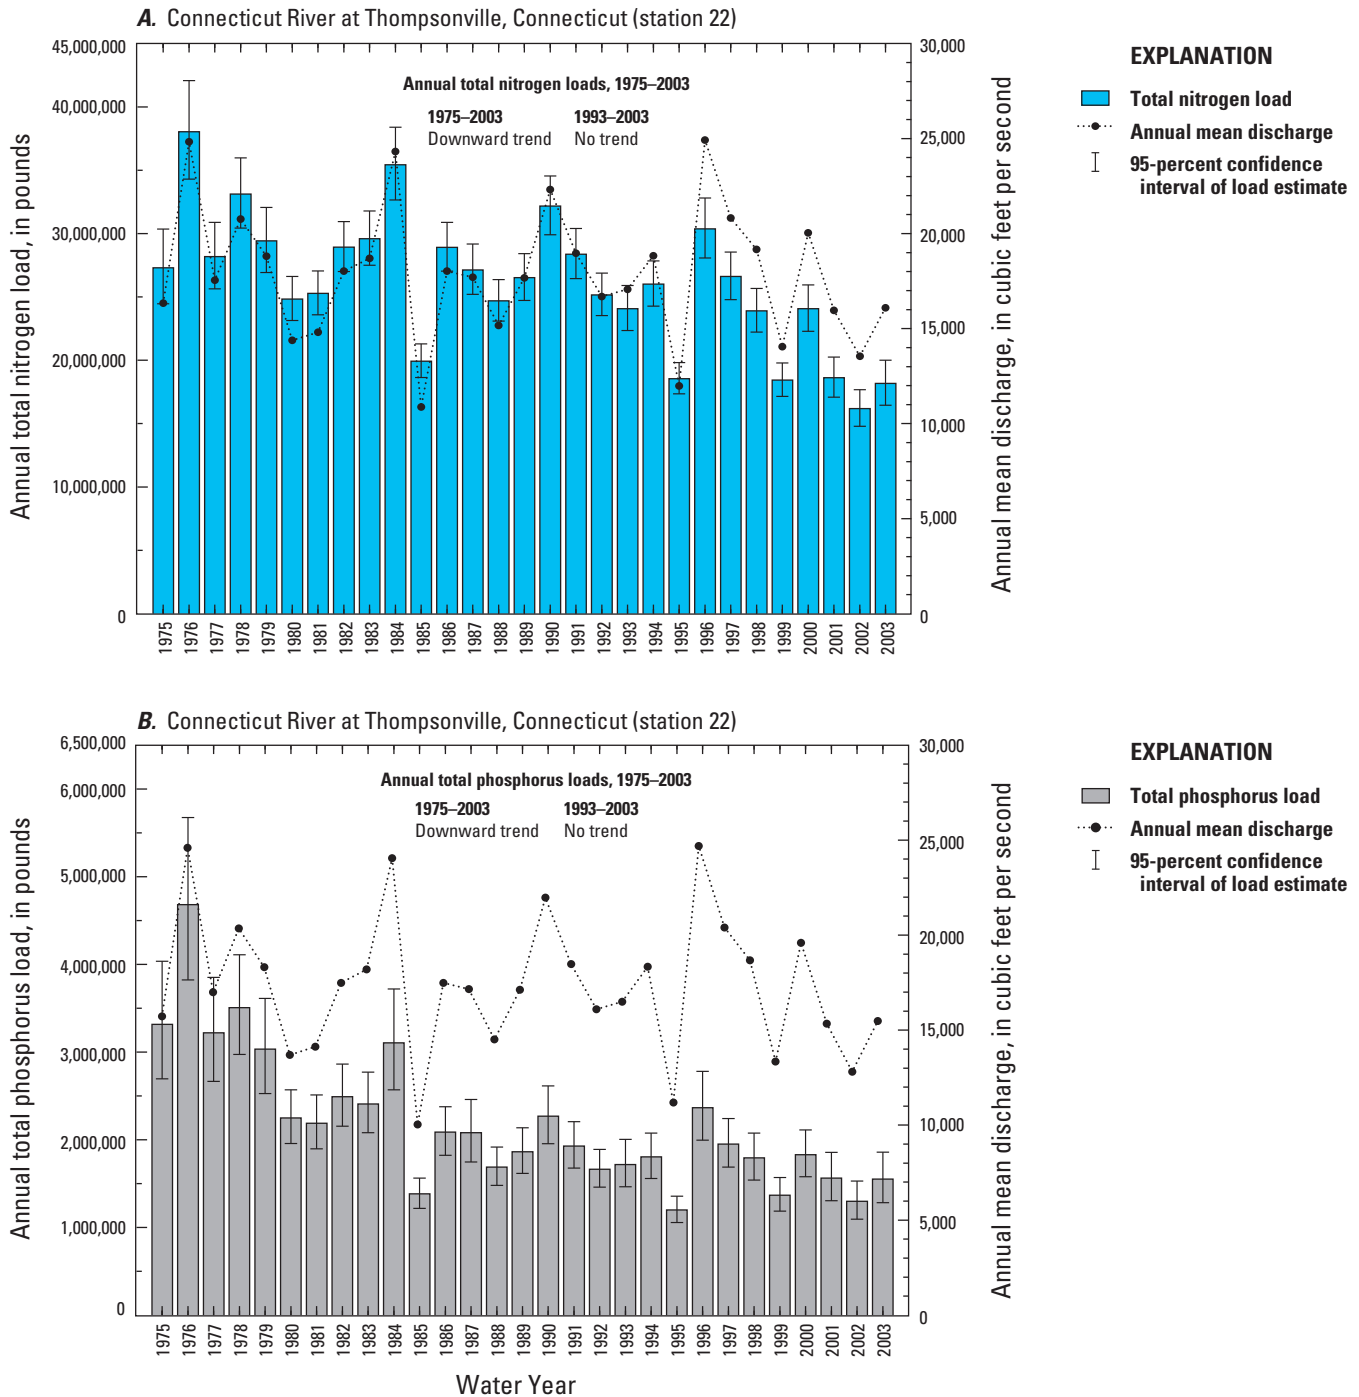 A. Connecticut River at Thompsonville, Connecticut (station 22)
45,000,000
40,000,000
30,000,000
20,000,000
10,000,000
0
Annual total nitrogen load, in pounds
Annual total nitrogen loads, 1975–2003
1975–2003 1993–2003
Downward trend No trend
30,000
25,000
20,000
15,000
10,000
5,000
0
Annual mean discharge, in cubic feet per second
1975 1976 1977 1978 1979 1980 1981 1982 1983 1984 1985 1986 1987 1988 1989 1990 1991 1992 1993 1994 1995 1996 1997 1998 1999 2000 2001 2002 2003
EXPLANATION
Total nitrogen load
Annual mean discharge
95-percent confidence
interval of load estimate
B. Connecticut River at Thompsonville, Connecticut (station 22)
6,500,000
6,000,000
5,000,000
4,000,000
3,000,000
2,000,000
1,000,000
0
Annual total phosphorus load, in pounds
Annual total phosphorus loads, 1975–2003
1975–2003 1993–2003
Downward trend No trend
30,000
25,000
20,000
15,000
10,000
5,000
0
Annual mean discharge, in cubic feet per second
1975 1976 1977 1978 1979 1980 1981 1982 1983 1984 1985 1986 1987 1988 1989 1990 1991 1992 1993 1994 1995 1996 1997 1998 1999 2000 2001 2002 2003
Water Year
EXPLANATION
Total phosphorus load
Annual mean discharge
95-percent confidence
interval of load estimate